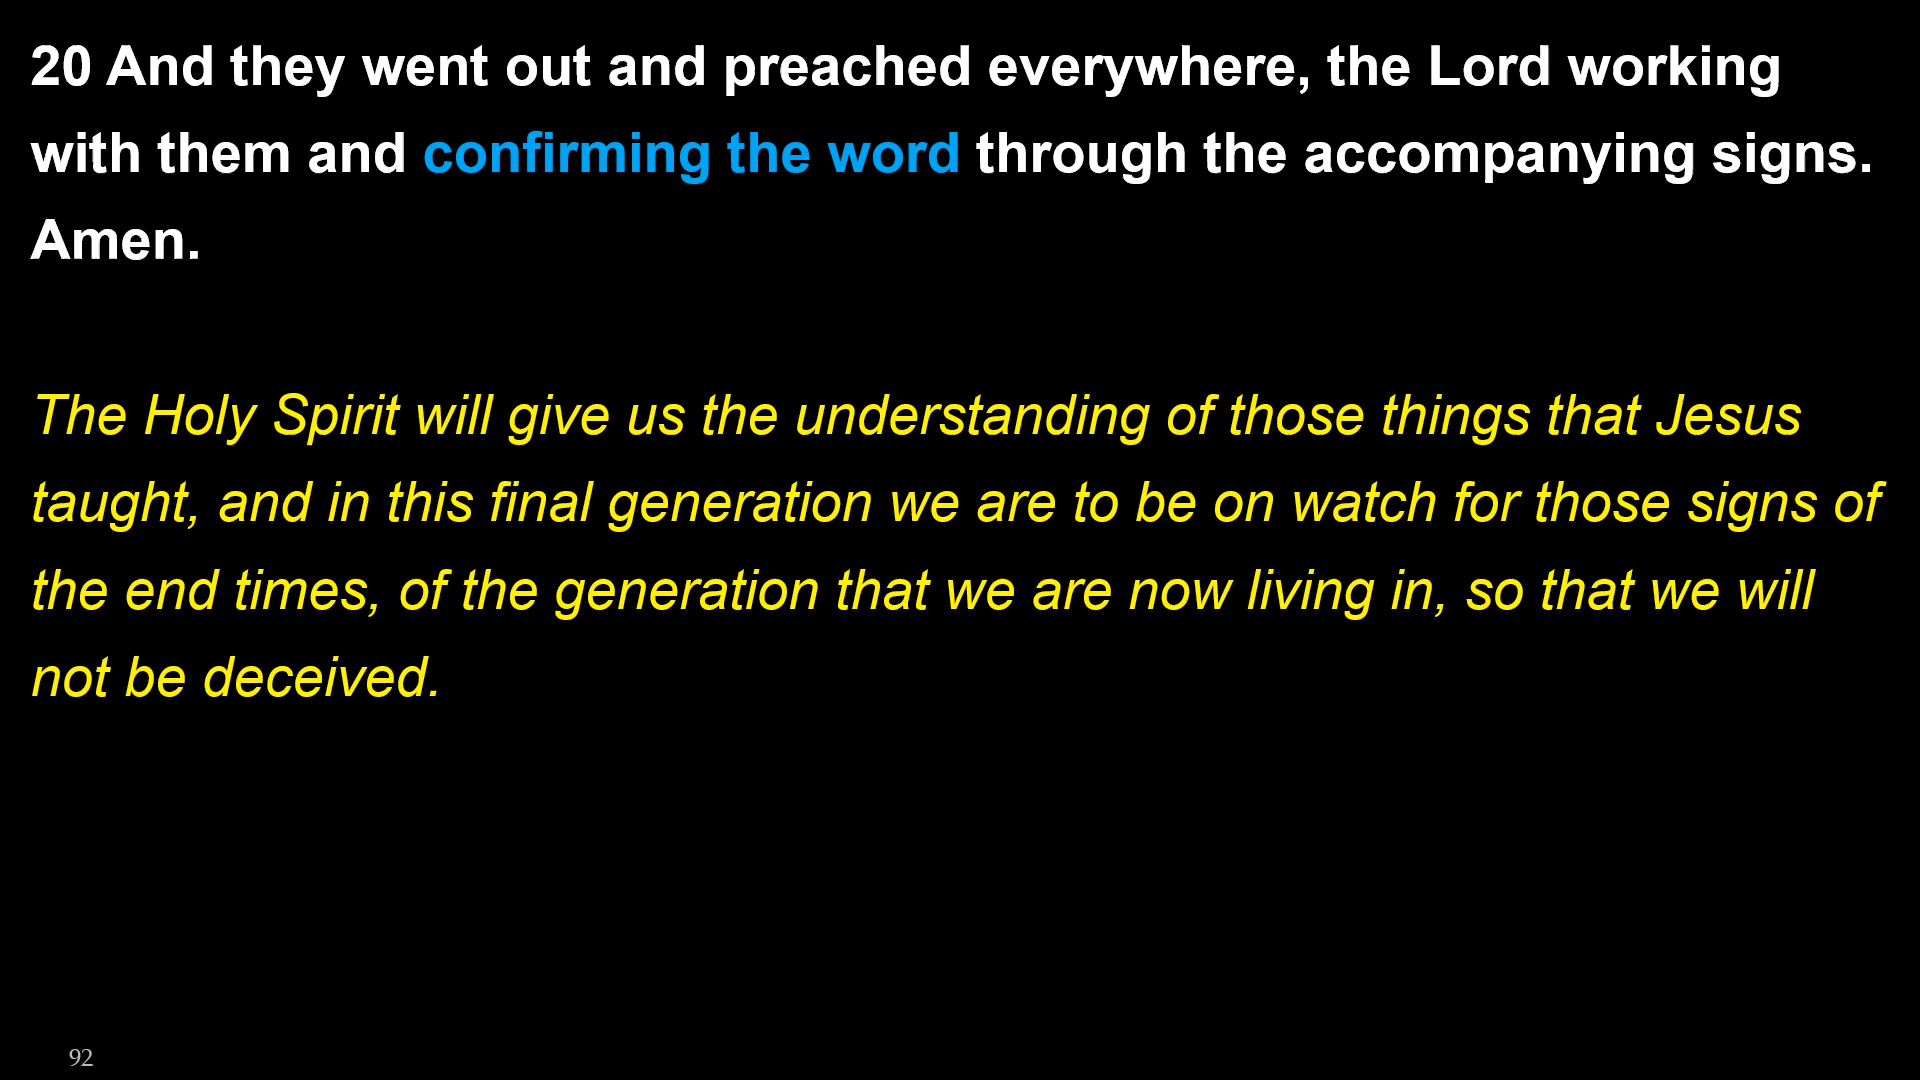 20 And they went out and preached everywhere, the Lord working
with them and confirming the word through the accompanying signs.
Amen.
The Holy Spirit will give us the understanding of those things that Jesus
taught, and in this final generation we are to be on watch for those signs of
the end times, of the generation that we are now living in, so that we will
not be deceived.
92